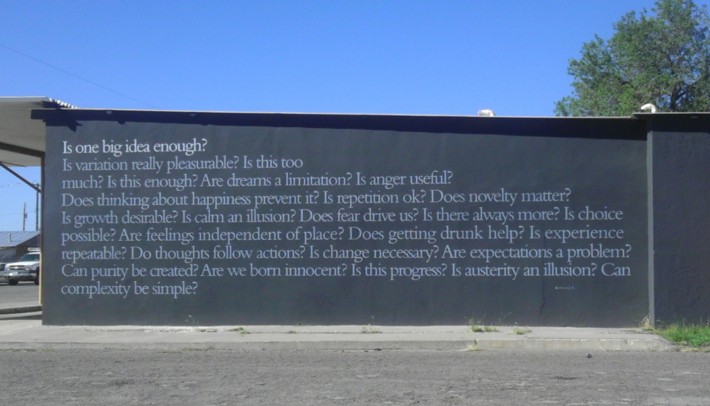 Is one big idea enough?
Is variation really pleasurable? Is this too
much? Is this enough? Are dreams a limitation? Is anger useful?
Does thinking about happiness prevent it? Is repetition ok? Does novelty matter?
Is growth desirable? Is calm an illusion? Does fear drive us? Is there always more? Is choice
possible? Are feelings independent of place? Does getting drunk help? Is experience
repeatable? Do thoughts follow actions? Is change necessary? Are expectations a problem?
Can purity be created? Are we born innocent? Is this progress? Is austerity an illusion? Can
complexity be simple?